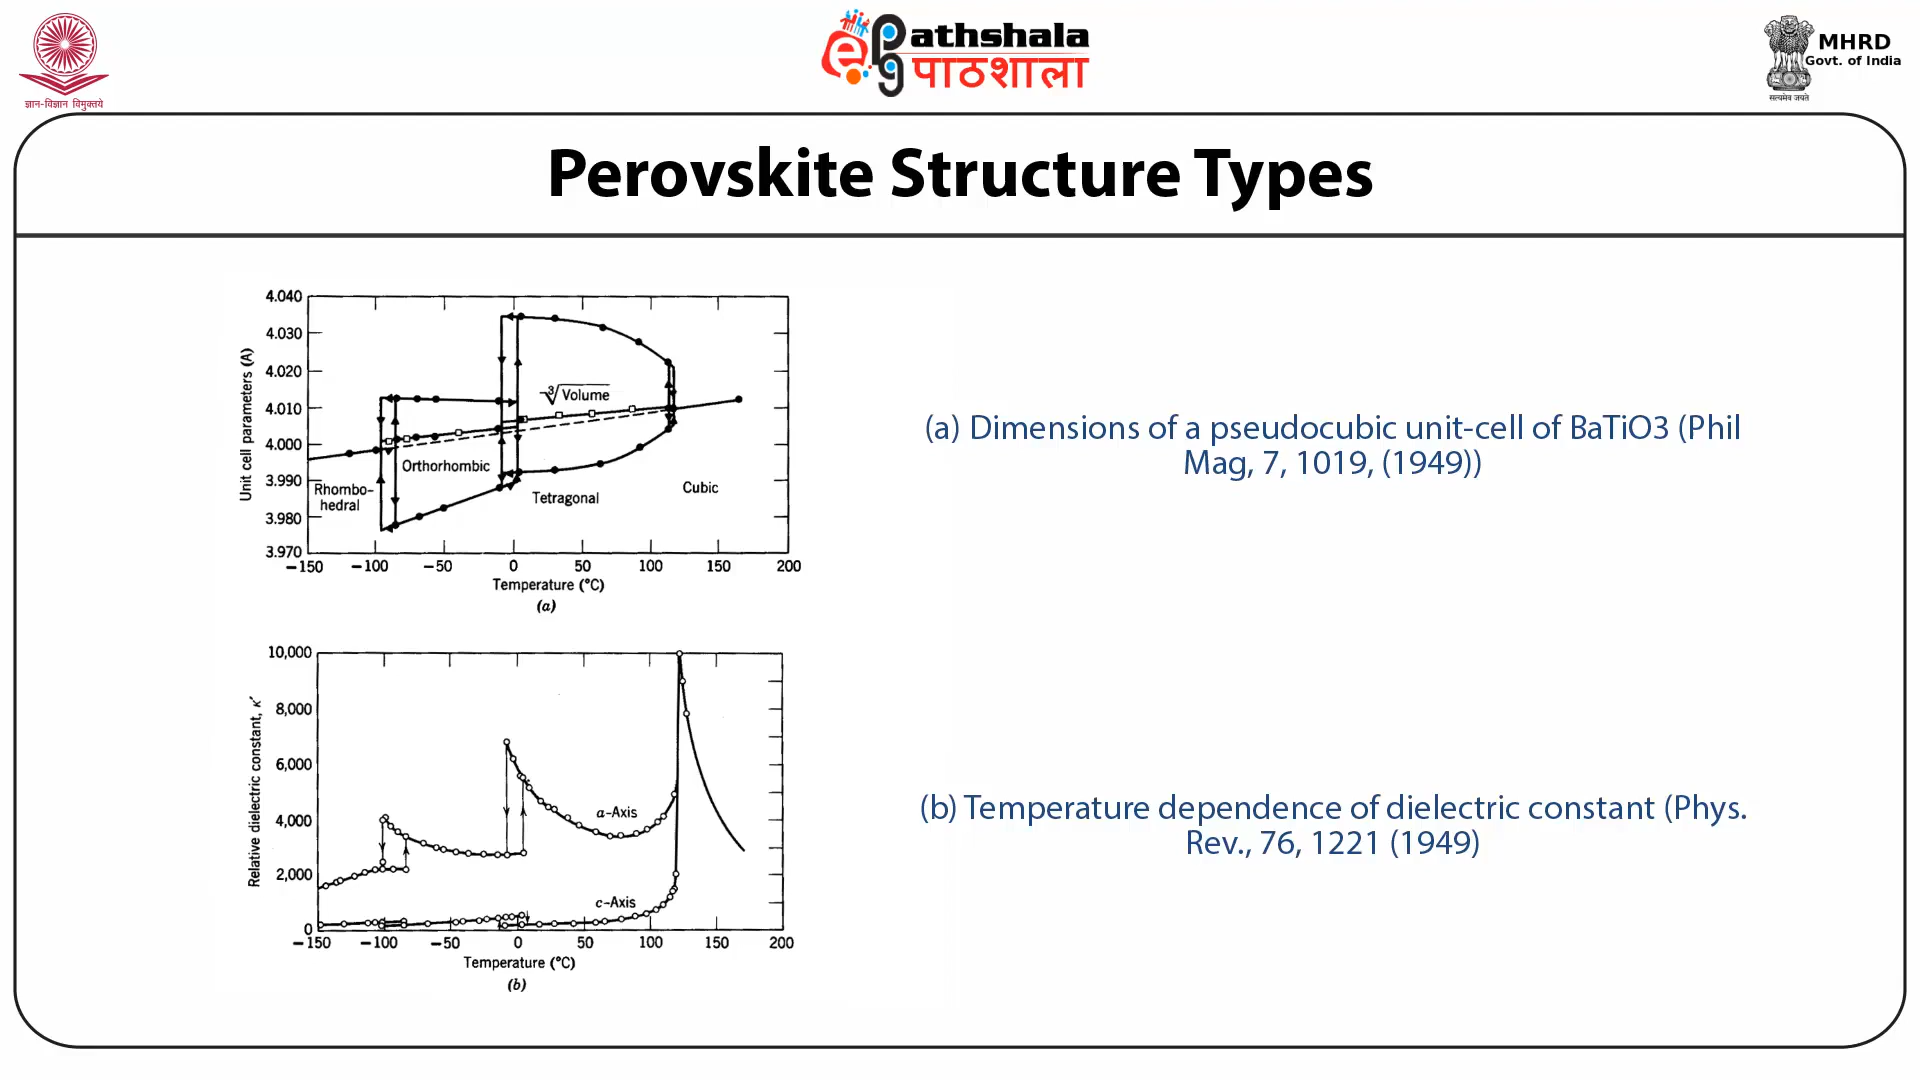 ज्ञान-विज्ञान विमुक्तये
ePathshala
पाठशाला
MHRD
Govt. of India
सत्यमेव जयते
Perovskite Structure Types
4.040
4.030
4.020
4.010
4.000
3.990
3.980
3.970
Unit cell parameters (A)
∛Volume
Orthorhombic
Rhombo-
hedral
Tetragonal
Cubic
−150 −100 −50 0 50 100 150 200
Temperature (°C)
(a)
(a) Dimensions of a pseudocubic unit-cell of BaTiO3 (Phil
Mag, 7, 1019, (1949))
10,000
8,000
6,000
4,000
2,000
0
Relative dielectric constant, κ′
a-Axis
c-Axis
−150 −100 −50 0 50 100 150 200
Temperature (°C)
(b)
(b) Temperature dependence of dielectric constant (Phys.
Rev., 76, 1221 (1949)